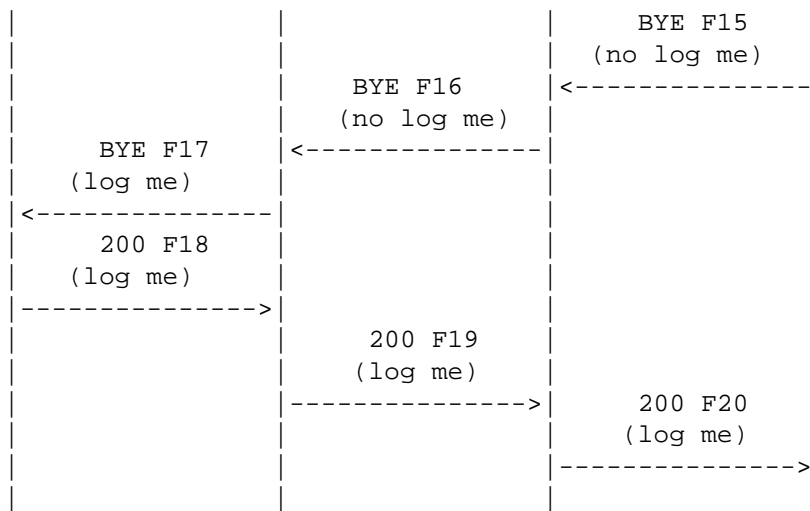 BYE F15
(no log me)
BYE F16
(no log me)
BYE F17
(log me)
200 F18
(log me)
200 F19
(log me)
200 F20
(log me)